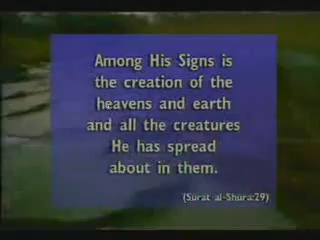 Among His Signs is
the creation of the
heavens and earth
and all the creatures
He has spread
about in them.
(Surat al-Shura:29)